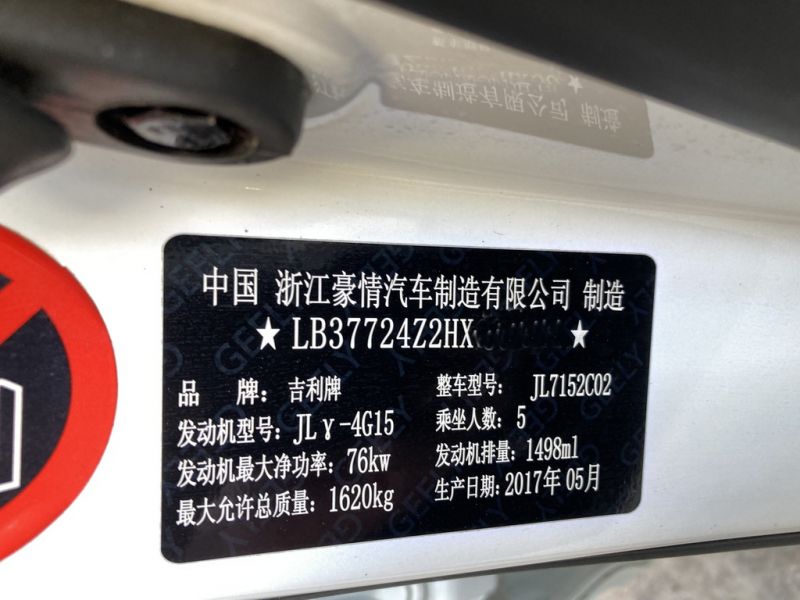 中国 浙江豪情汽车制造有限公司 制造
★ LB37724Z2HX ★
品 牌：吉利牌
整车型号： JL7152C02
发动机型号：JLγ-4G15
乘坐人数：5
发动机最大净功率：76kw
发动机排量：1498ml
最大允许总质量：1620kg
生产日期：2017年 05月